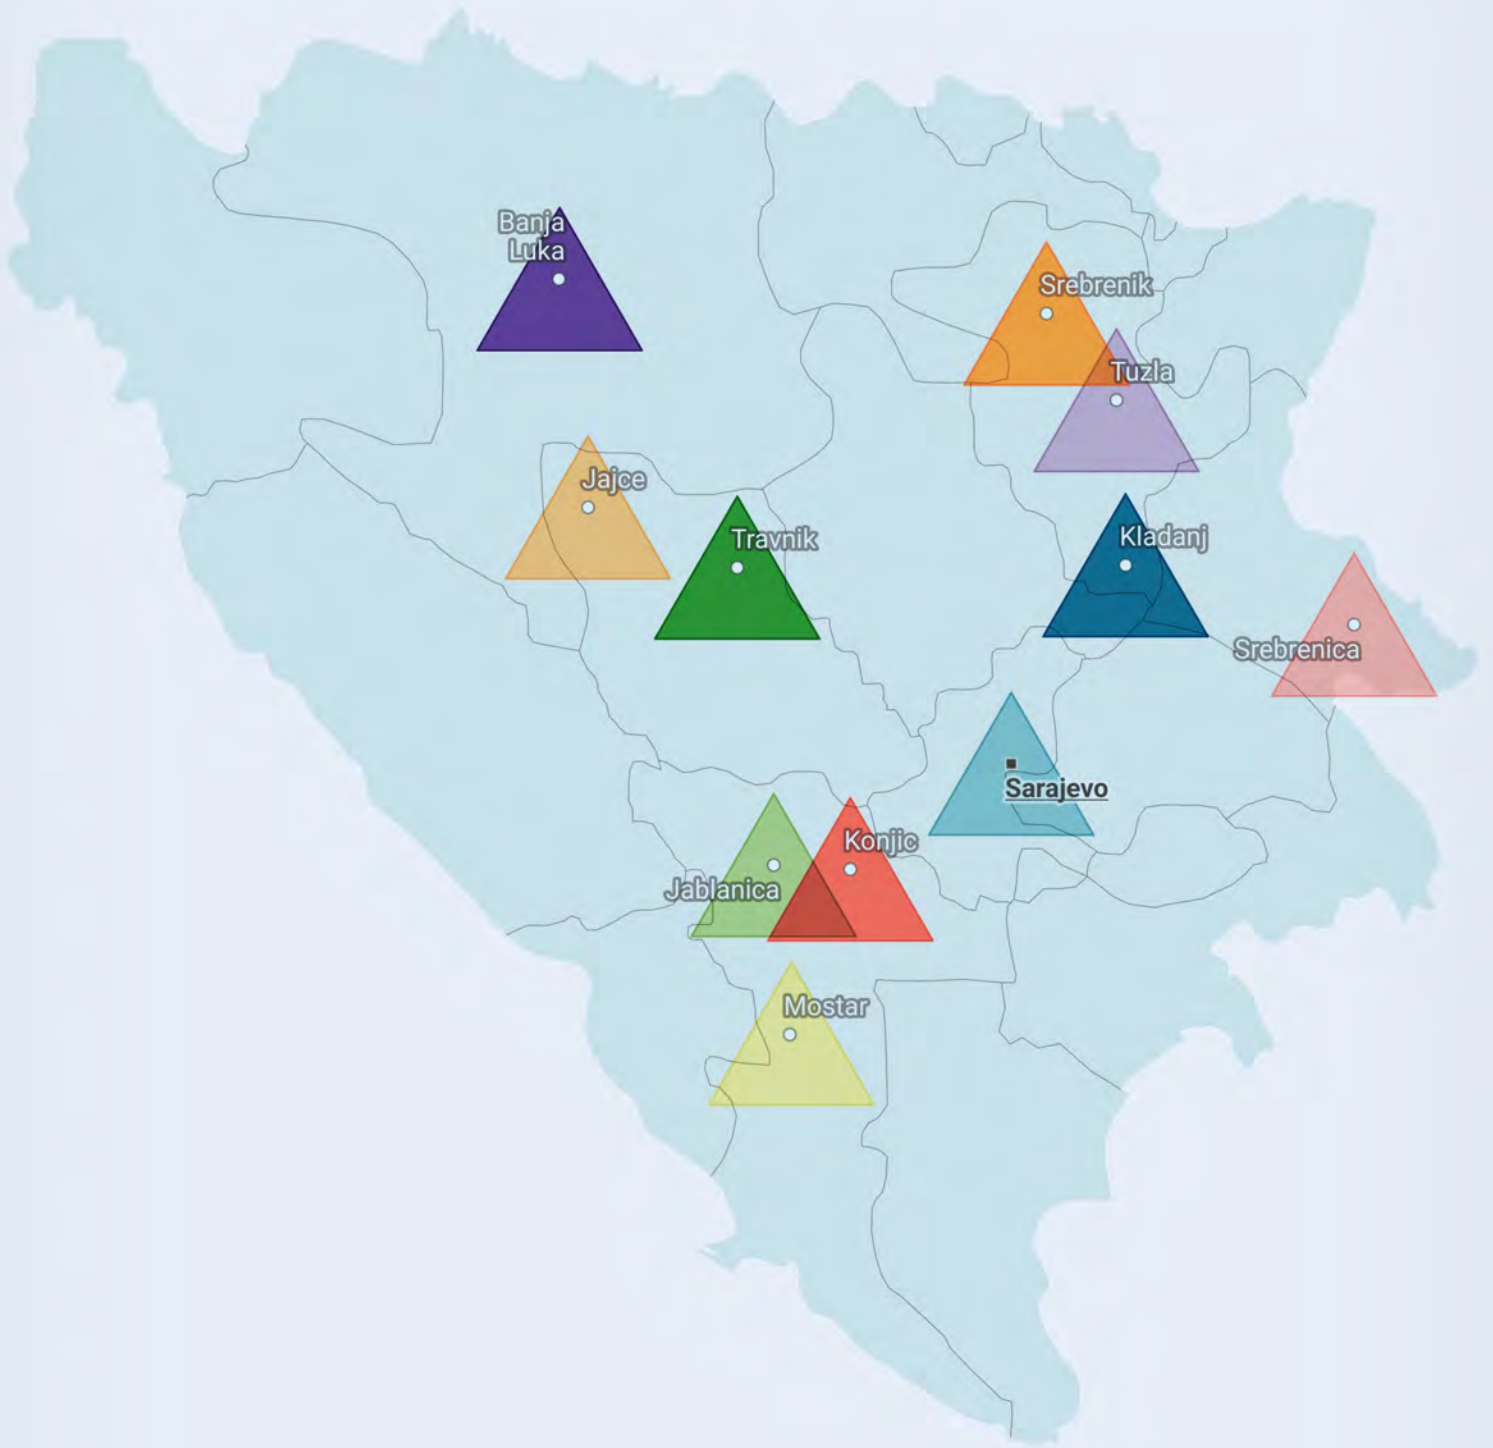 Banja
Luka
Srebrenik
Tuzla
Jajce
Travnik
Kladanj
Srebrenica
Sarajevo
Konjic
Jablanica
Mostar